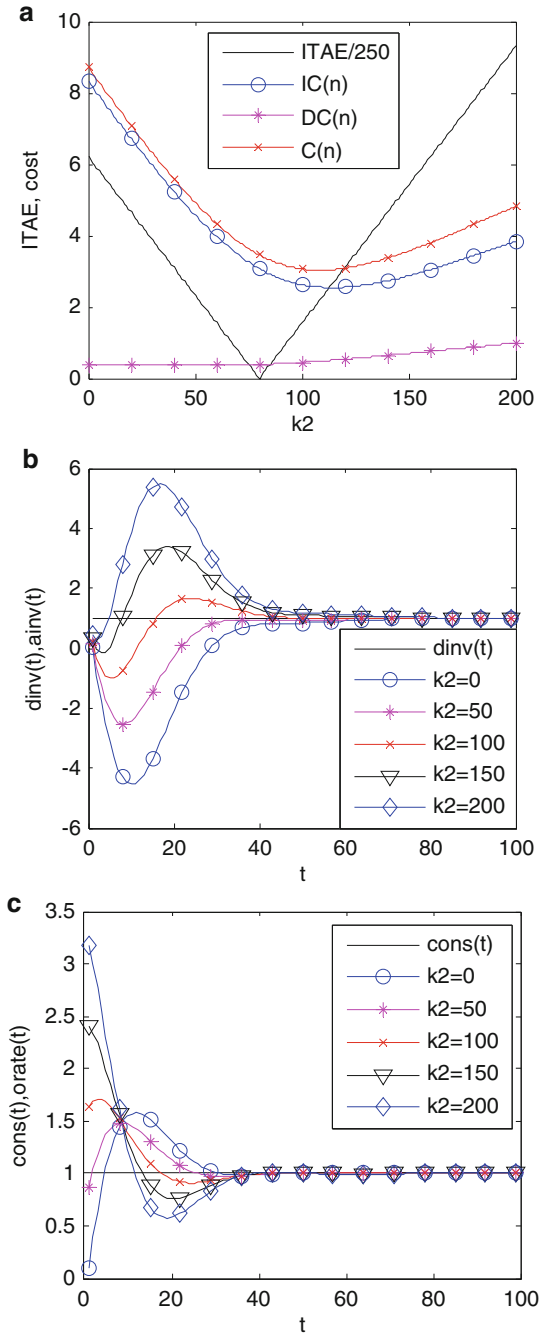 a
10
8
6
4
2
0
ITAE, cost
ITAE/250
IC(n)
DC(n)
C(n)
0 50 100 150 200
k2
b
6
4
2
0
-2
-4
-6
dinv(t),ainv(t)
dinv(t)
k2=0
k2=50
k2=100
k2=150
k2=200
0 20 40 60 80 100
t
c
3.5
3
2.5
2
1.5
1
0.5
0
cons(t),orate(t)
cons(t)
k2=0
k2=50
k2=100
k2=150
k2=200
0 20 40 60 80 100
t